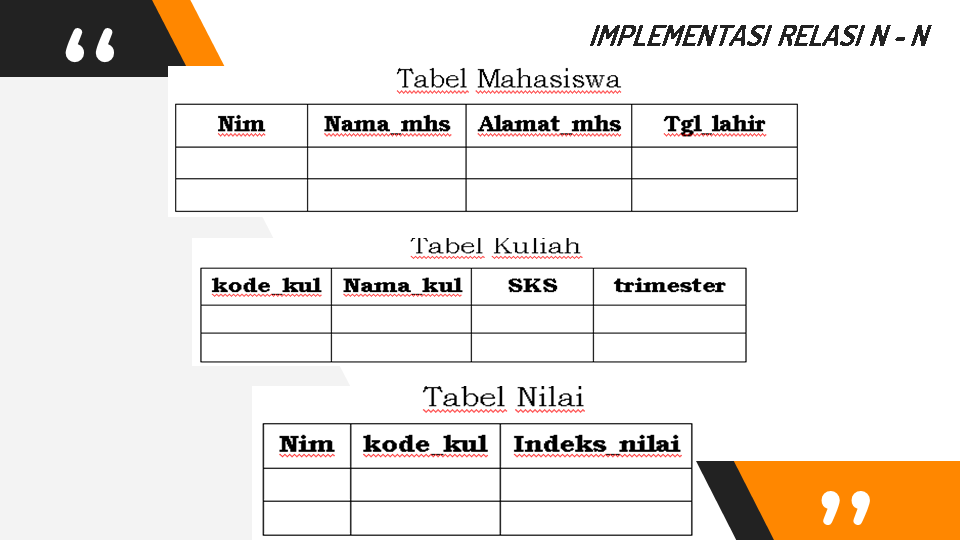 “
IMPLEMENTASI RELASI N - N
Tabel Mahasiswa
Nim Nama_mhs Alamat_mhs Tgl_lahir
Tabel Kuliah
kode_kul Nama_kul SKS trimester
Tabel Nilai
Nim kode_kul Indeks_nilai
”